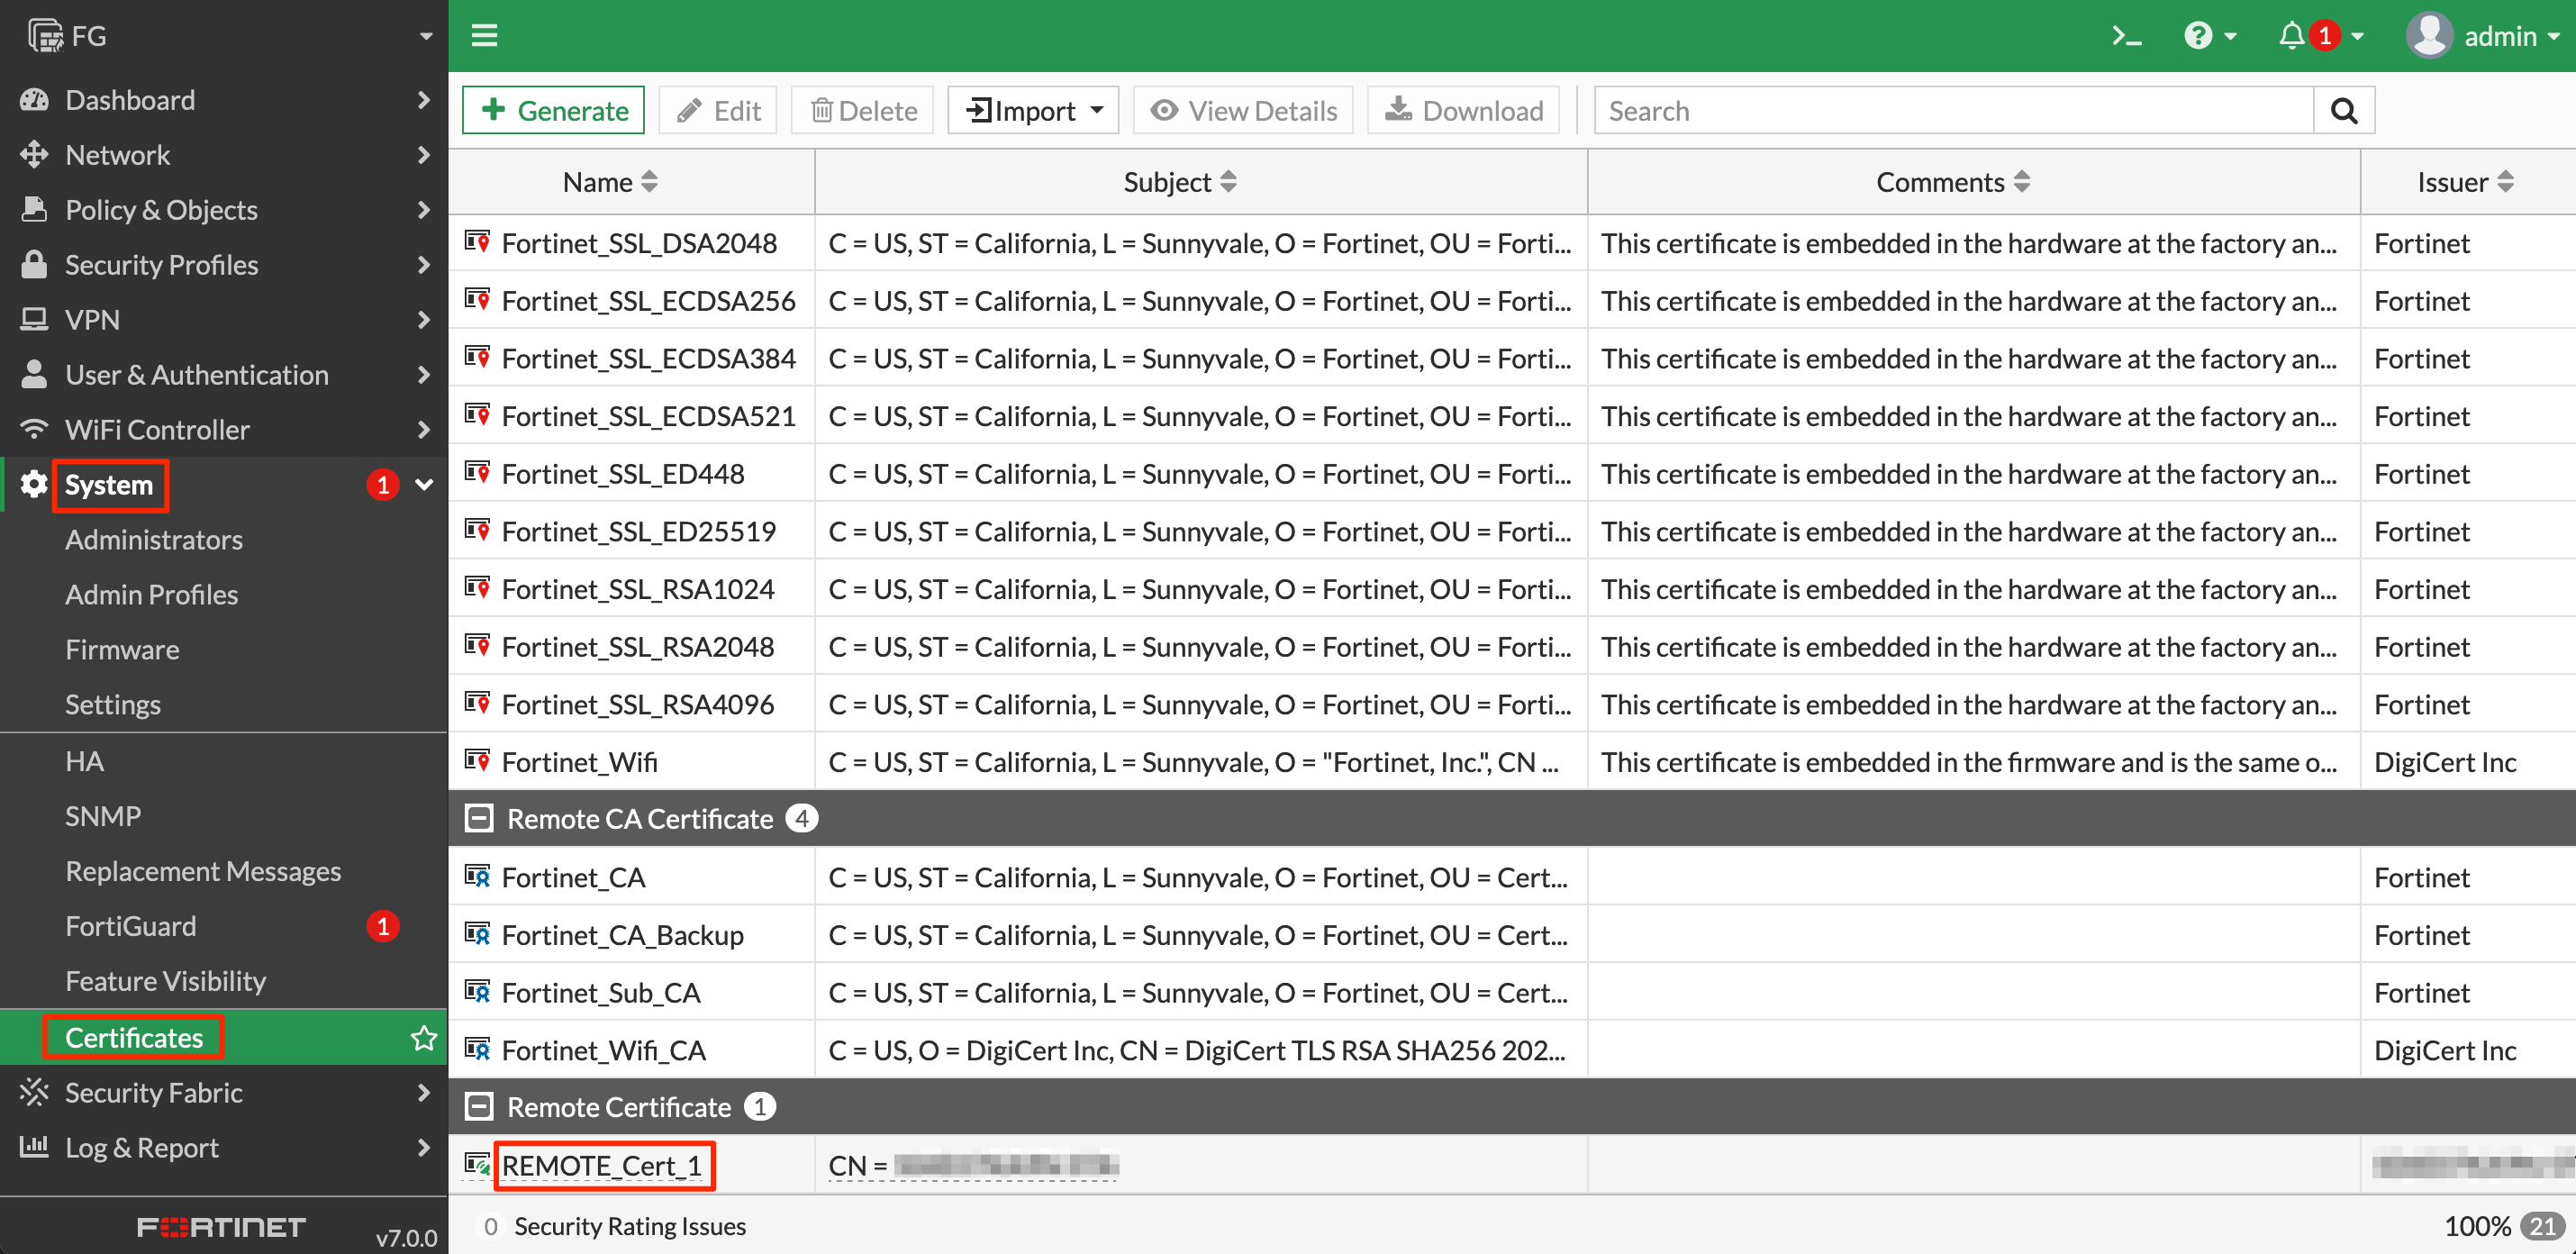 FG
Dashboard
Network
Policy & Objects
Security Profiles
VPN
User & Authentication
WiFi Controller
System 1
Administrators
Admin Profiles
Firmware
Settings
HA
SNMP
Replacement Messages
FortiGuard 1
Feature Visibility
Certificates
Security Fabric
Log & Report
FORTINET v7.0.0
>_ ? 1 admin
Generate Edit Delete Import View Details Download Search
Name Subject Comments Issuer
Fortinet_SSL_DSA2048 C = US, ST = California, L = Sunnyvale, O = Fortinet, OU = Forti... This certificate is embedded in the hardware at the factory an... Fortinet
Fortinet_SSL_ECDSA256 C = US, ST = California, L = Sunnyvale, O = Fortinet, OU = Forti... This certificate is embedded in the hardware at the factory an... Fortinet
Fortinet_SSL_ECDSA384 C = US, ST = California, L = Sunnyvale, O = Fortinet, OU = Forti... This certificate is embedded in the hardware at the factory an... Fortinet
Fortinet_SSL_ECDSA521 C = US, ST = California, L = Sunnyvale, O = Fortinet, OU = Forti... This certificate is embedded in the hardware at the factory an... Fortinet
Fortinet_SSL_ED448 C = US, ST = California, L = Sunnyvale, O = Fortinet, OU = Forti... This certificate is embedded in the hardware at the factory an... Fortinet
Fortinet_SSL_ED25519 C = US, ST = California, L = Sunnyvale, O = Fortinet, OU = Forti... This certificate is embedded in the hardware at the factory an... Fortinet
Fortinet_SSL_RSA1024 C = US, ST = California, L = Sunnyvale, O = Fortinet, OU = Forti... This certificate is embedded in the hardware at the factory an... Fortinet
Fortinet_SSL_RSA2048 C = US, ST = California, L = Sunnyvale, O = Fortinet, OU = Forti... This certificate is embedded in the hardware at the factory an... Fortinet
Fortinet_SSL_RSA4096 C = US, ST = California, L = Sunnyvale, O = Fortinet, OU = Forti... This certificate is embedded in the hardware at the factory an... Fortinet
Fortinet_Wifi C = US, ST = California, L = Sunnyvale, O = "Fortinet, Inc.", CN ... This certificate is embedded in the firmware and is the same o... DigiCert Inc
Remote CA Certificate 4
Fortinet_CA C = US, ST = California, L = Sunnyvale, O = Fortinet, OU = Cert... Fortinet
Fortinet_CA_Backup C = US, ST = California, L = Sunnyvale, O = Fortinet, OU = Cert... Fortinet
Fortinet_Sub_CA C = US, ST = California, L = Sunnyvale, O = Fortinet, OU = Cert... Fortinet
Fortinet_Wifi_CA C = US, O = DigiCert Inc, CN = DigiCert TLS RSA SHA256 202... DigiCert Inc
Remote Certificate 1
REMOTE_Cert_1 CN =
0 Security Rating Issues 100% 21